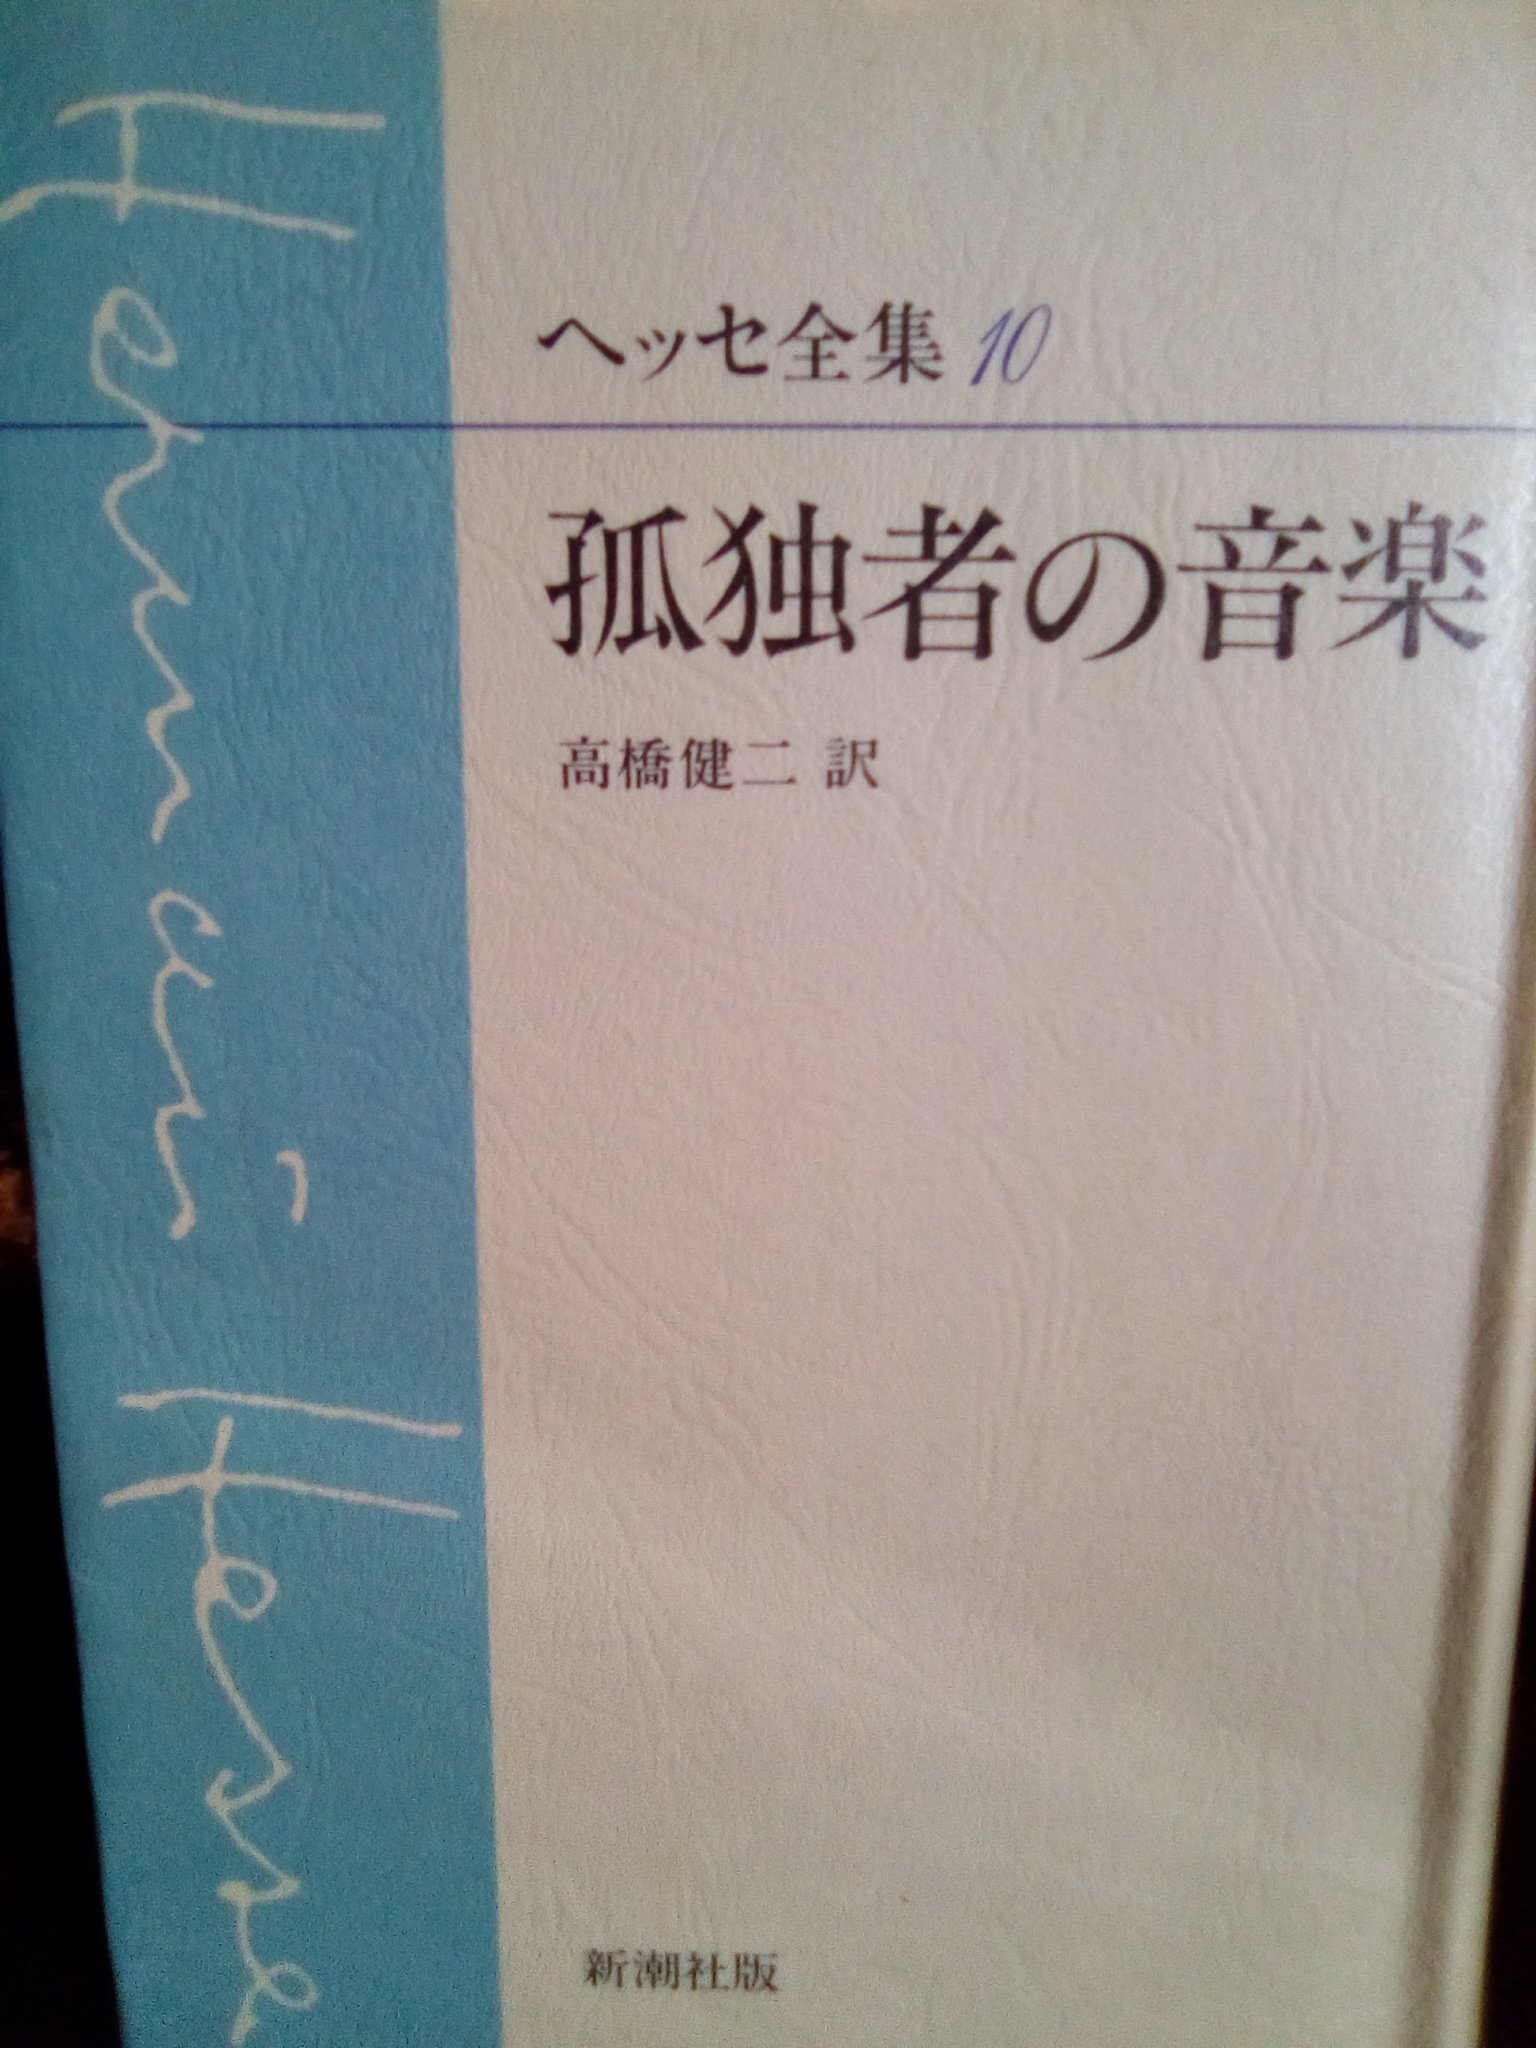 Hermann Hesse
ヘッセ全集 10
孤独者の音楽
高橋健二 訳
新潮社版